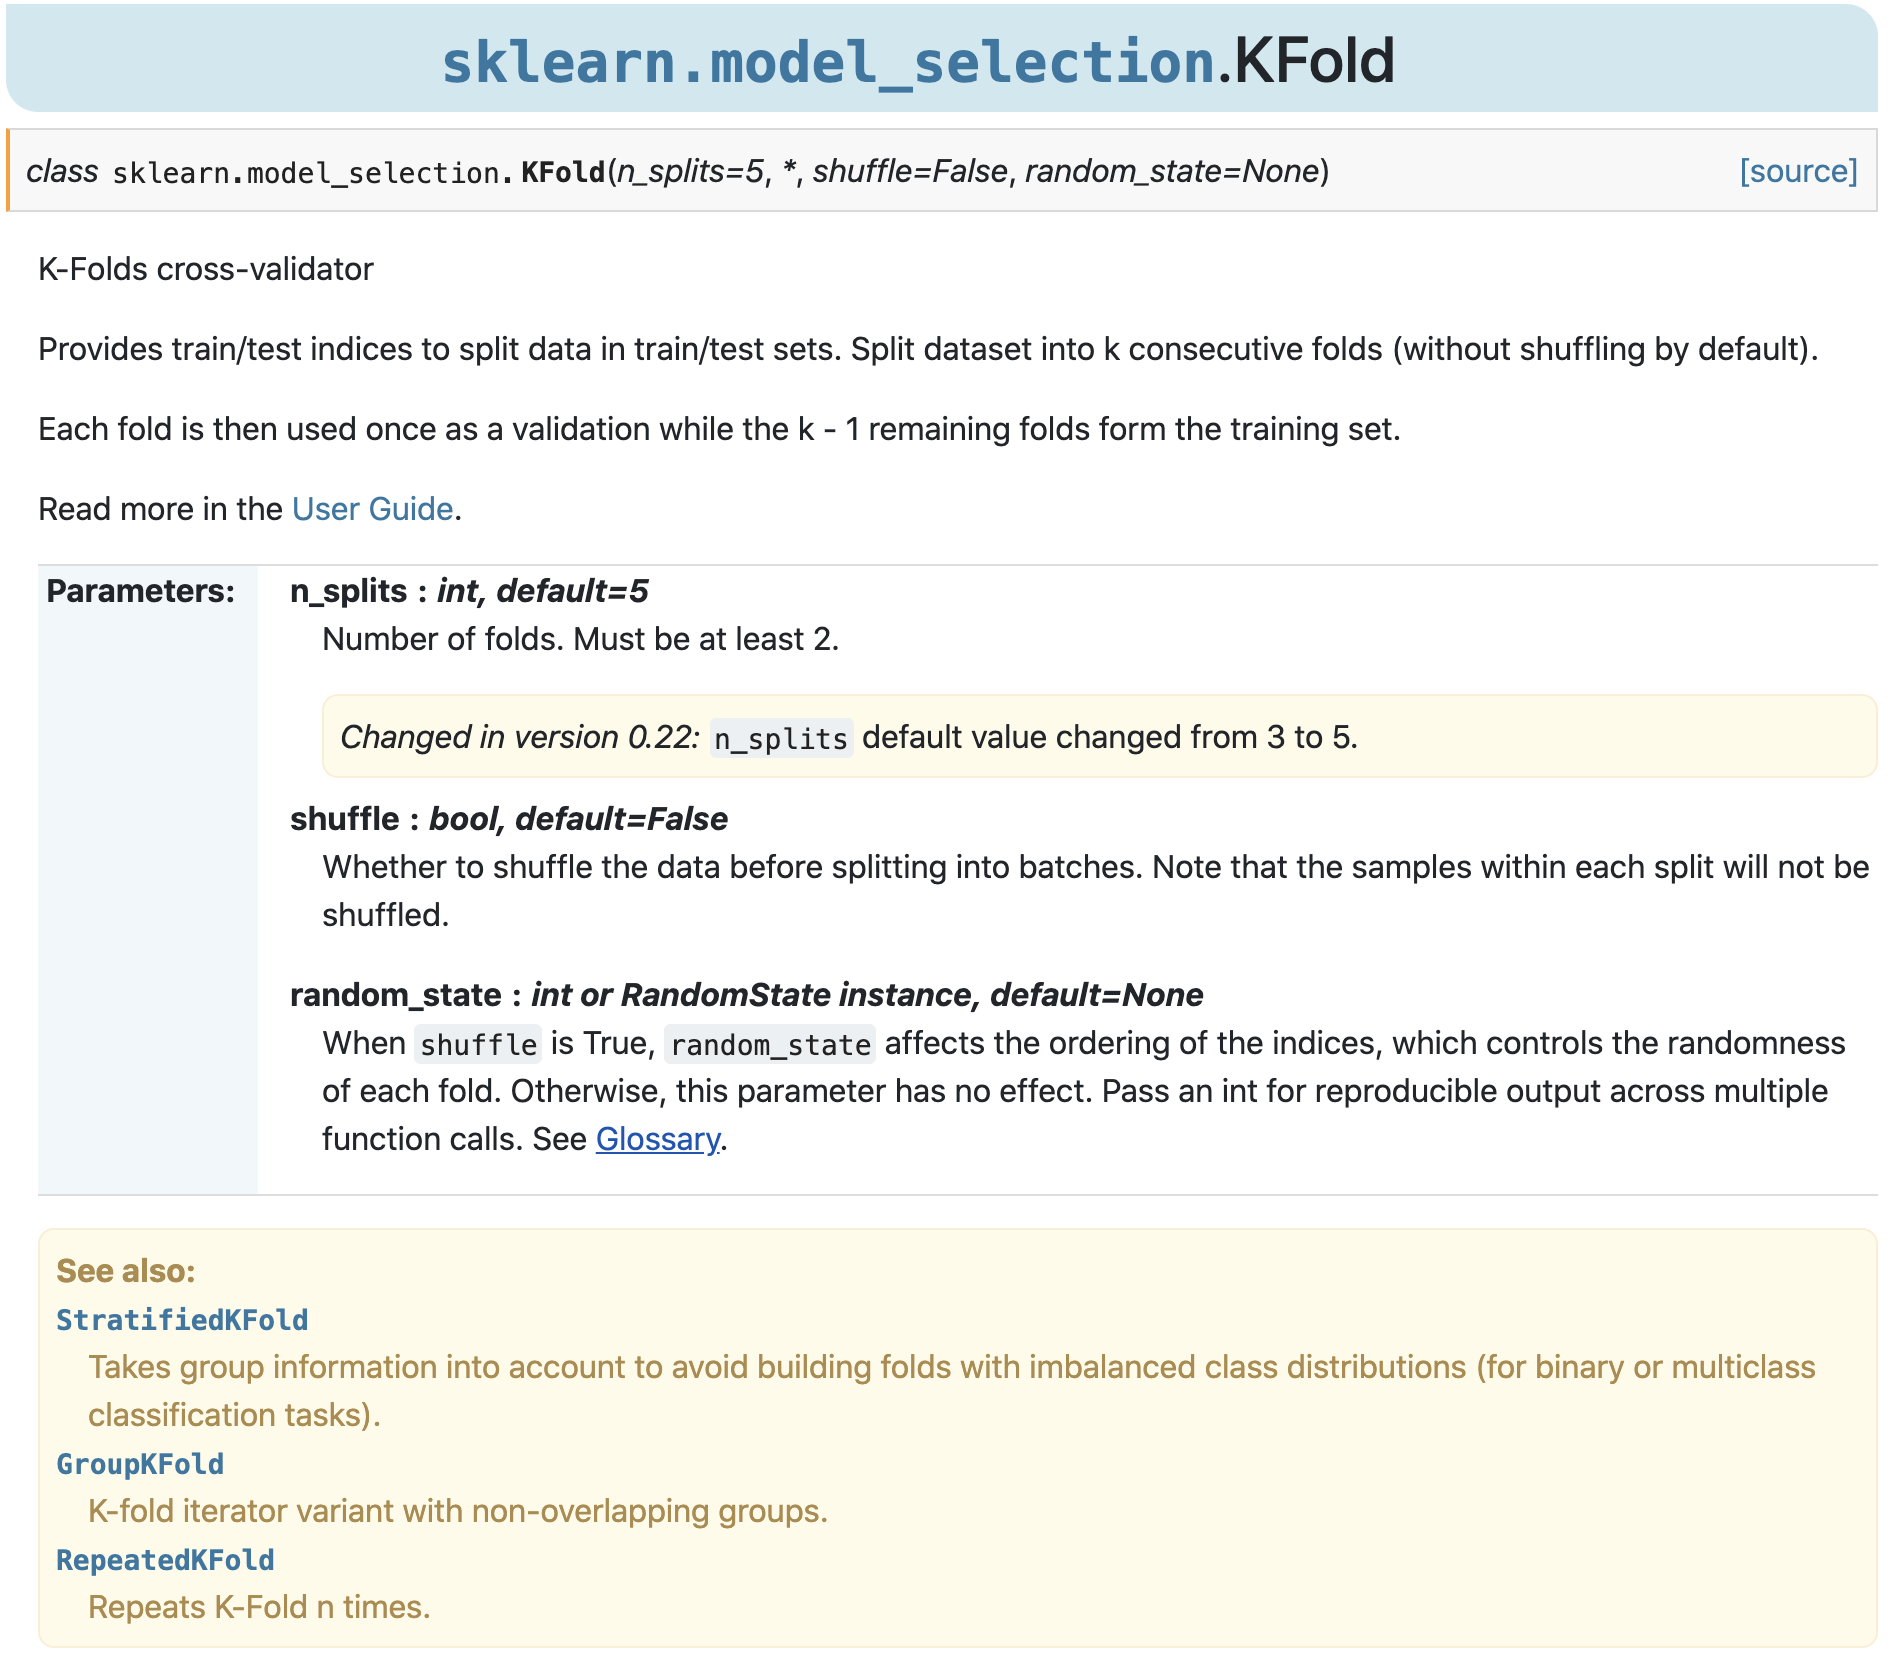 sklearn.model_selection.KFold
class sklearn.model_selection.KFold(n_splits=5, *, shuffle=False, random_state=None) [source]
K-Folds cross-validator
Provides train/test indices to split data in train/test sets. Split dataset into k consecutive folds (without shuffling by default).
Each fold is then used once as a validation while the k - 1 remaining folds form the training set.
Read more in the User Guide.
Parameters:
n_splits : int, default=5
Number of folds. Must be at least 2.
Changed in version 0.22: n_splits default value changed from 3 to 5.
shuffle : bool, default=False
Whether to shuffle the data before splitting into batches. Note that the samples within each split will not be
shuffled.
random_state : int or RandomState instance, default=None
When shuffle is True, random_state affects the ordering of the indices, which controls the randomness
of each fold. Otherwise, this parameter has no effect. Pass an int for reproducible output across multiple
function calls. See Glossary.
See also:
StratifiedKFold
Takes group information into account to avoid building folds with imbalanced class distributions (for binary or multiclass
classification tasks).
GroupKFold
K-fold iterator variant with non-overlapping groups.
RepeatedKFold
Repeats K-Fold n times.